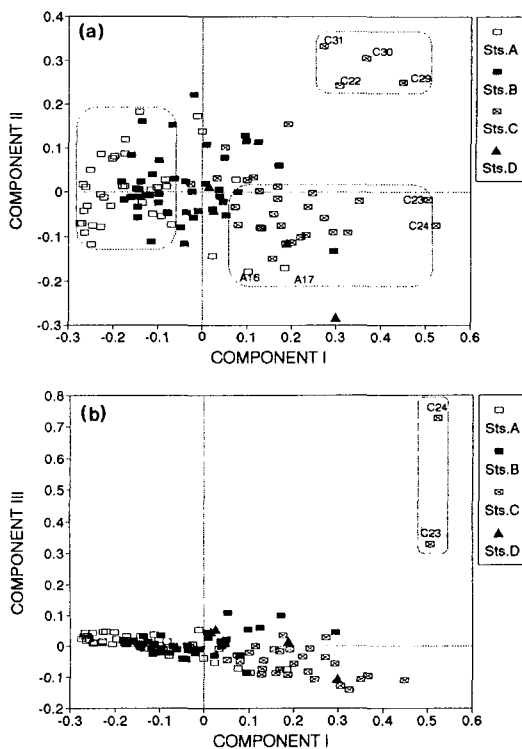 (a)
C31
C30
C22
C29
C23
C24
A16
A17
COMPONENT II
0.4
0.3
0.2
0.1
0
-0.1
-0.2
-0.3
-0.3 -0.2 -0.1 0 0.1 0.2 0.3 0.4 0.5 0.6
COMPONENT I
Sts.A
Sts.B
Sts.C
Sts.D
(b)
C24
C23
COMPONENT III
0.8
0.7
0.6
0.5
0.4
0.3
0.2
0.1
0
-0.1
-0.2
-0.3 -0.2 -0.1 0 0.1 0.2 0.3 0.4 0.5 0.6
COMPONENT I
Sts.A
Sts.B
Sts.C
Sts.D